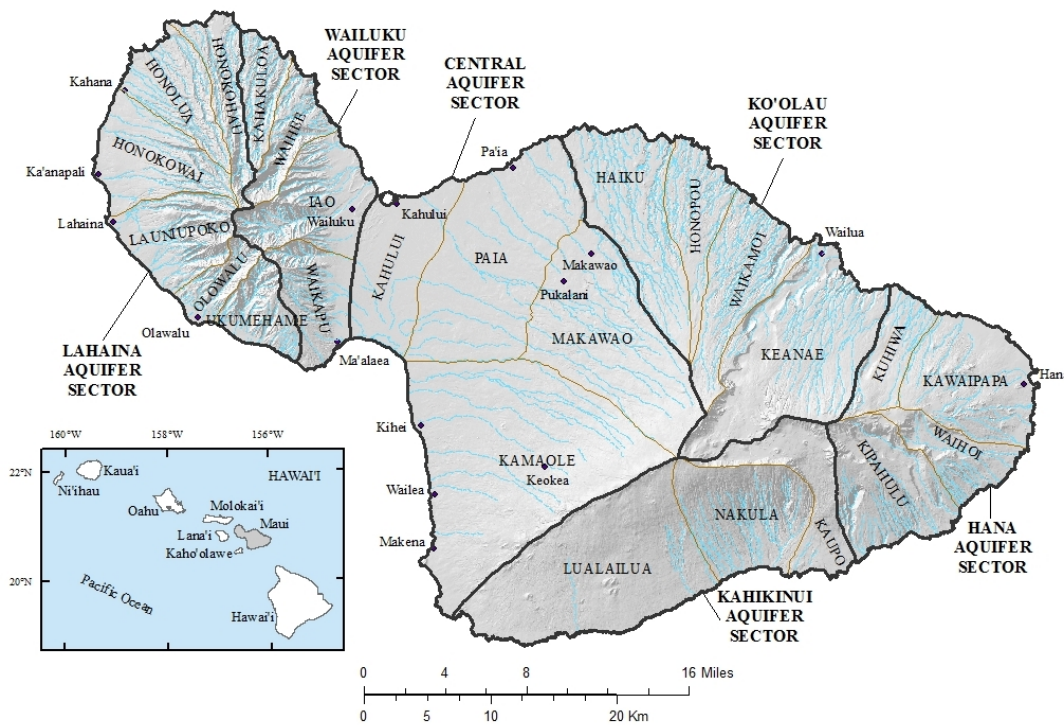 WAILUKU
AQUIFER
SECTOR
CENTRAL
AQUIFER
SECTOR
KO'OLAU
AQUIFER
SECTOR
Kahana
HONOLUA
HONOKOHAU
KAHAKULOA
WAIHEE
HONOKOWAI
Ka'anapali
Lahaina
LAUNIUPOKO
IAO
Wailuku
OLOWALU
UKUMEHAME
WAIKAPU
Olawalu
Ma'alaea
LAHAINA
AQUIFER
SECTOR
Pa'ia
Kahului
KAHULUI
PAIA
HAIKU
Makawao
Pukalani
MAKAWAO
HONOPOU
WAIKAMOI
Wailua
KEANAE
KUHIWA
KAWAIPAPA
Hana
WAIHOI
KIPAHULU
Kihei
KAMAOLE
Keokea
Wailea
Makena
NAKULA
KAUPO
LUALAILUA
HANA
AQUIFER
SECTOR
KAHIKINUI
AQUIFER
SECTOR
160°W
158°W
156°W
22°N
20°N
HAWAI'I
Kaua'i
Ni'ihau
Oahu
Molokai'i
Lana'i
Maui
Kaho'olawe
Pacific Ocean
Hawai'i
0 4 8 16 Miles
0 5 10 20 Km